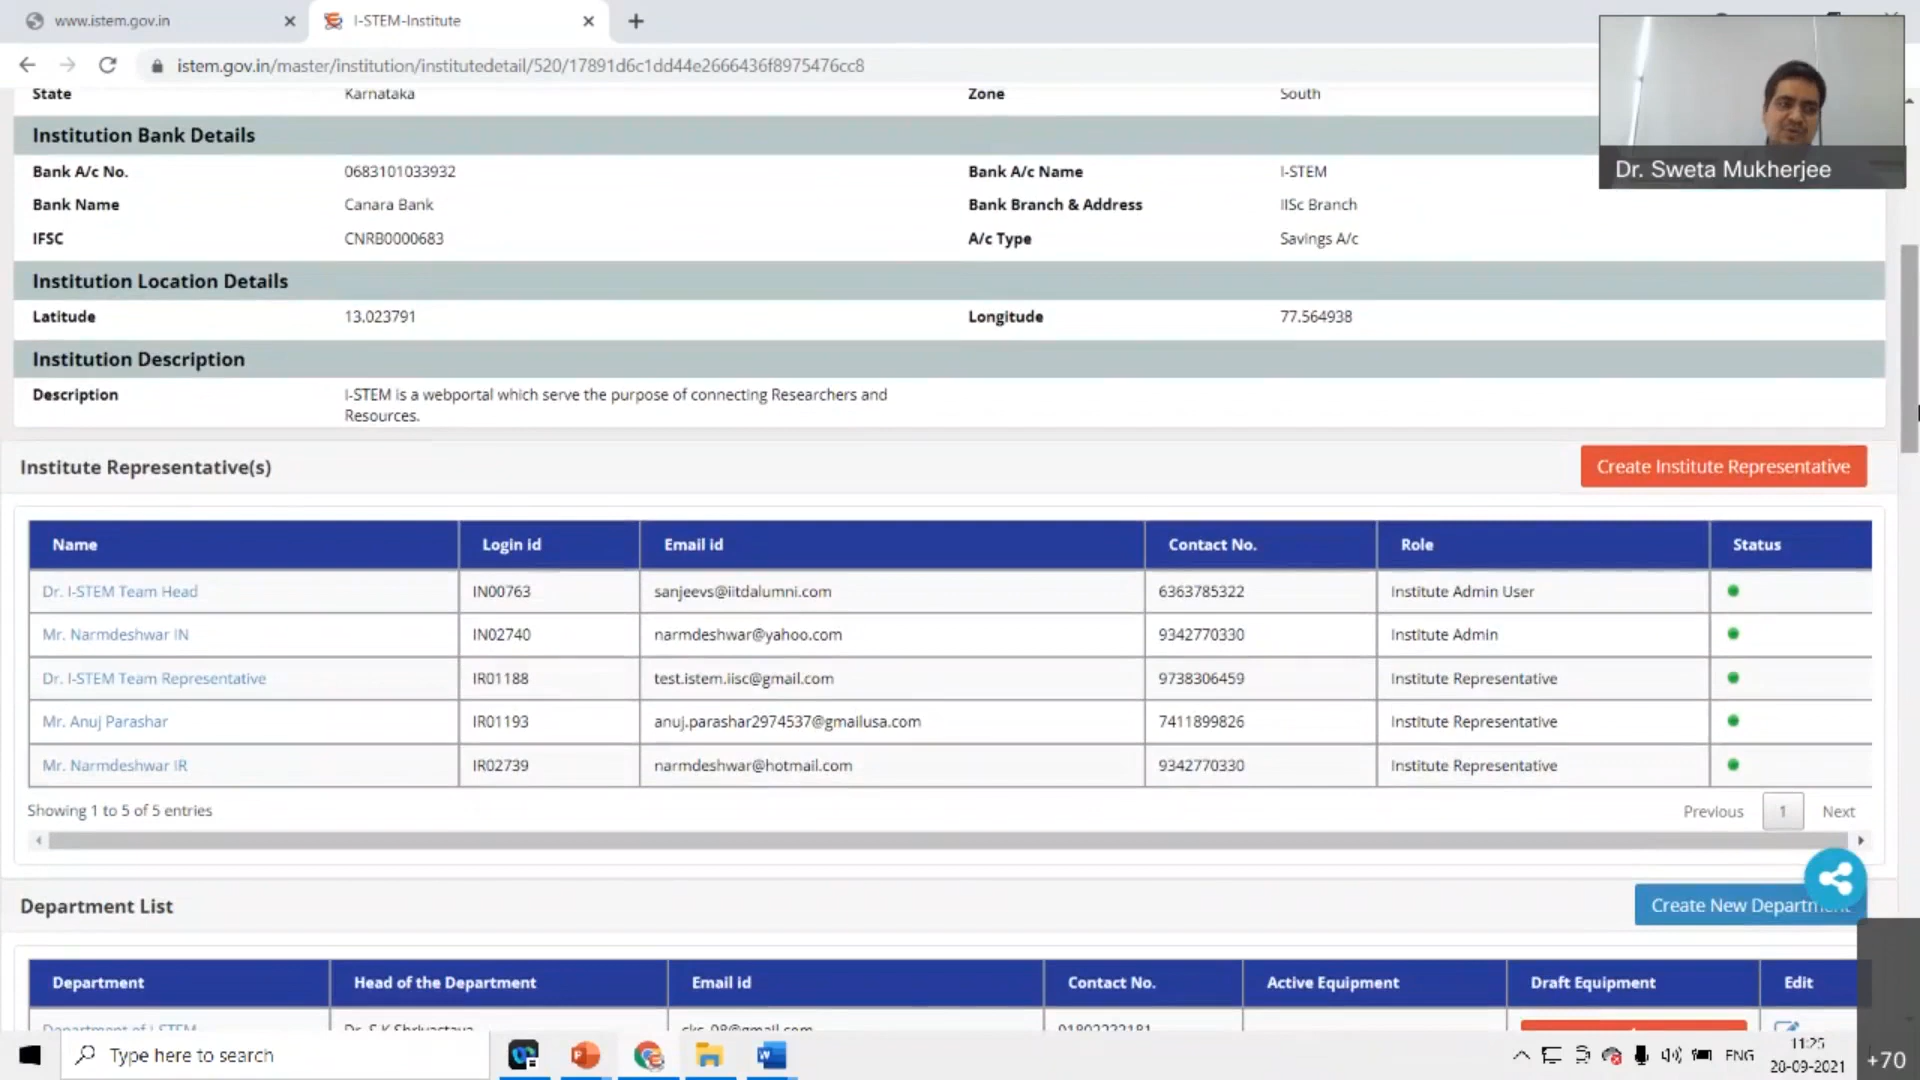 www.istem.gov.in
I-STEM-Institute
istem.gov.in/master/institution/institutedetail/520/17891d6c1dd44e2666436f8975476cc8
State Karnataka Zone South
Institution Bank Details
Bank A/c No. 0683101033932 Bank A/c Name I-STEM
Dr. Sweta Mukherjee
Bank Name Canara Bank Bank Branch & Address IISc Branch
IFSC CNRB0000683 A/c Type Savings A/c
Institution Location Details
Latitude 13.023791 Longitude 77.564938
Institution Description
Description I-STEM is a webportal which serve the purpose of connecting Researchers and
Resources.
Institute Representative(s) Create Institute Representative
Name Login id Email id Contact No. Role Status
Dr. I-STEM Team Head IN00763 sanjeevs@iitdalumni.com 6363785322 Institute Admin User
Mr. Narmdeshwar IN IN02740 narmdeshwar@yahoo.com 9342770330 Institute Admin
Dr. I-STEM Team Representative IR01188 test.istem.iisc@gmail.com 9738306459 Institute Representative
Mr. Anuj Parashar IR01193 anuj.parashar2974537@gmailusa.com 7411899826 Institute Representative
Mr. Narmdeshwar IR IR02739 narmdeshwar@hotmail.com 9342770330 Institute Representative
Showing 1 to 5 of 5 entries Previous 1 Next
Department List Create New Department
Department Head of the Department Email id Contact No. Active Equipment Draft Equipment Edit
Department of I-STEM Dr. S K Shrivastava
Type here to search
ENG
11:25
20-09-2021
+70